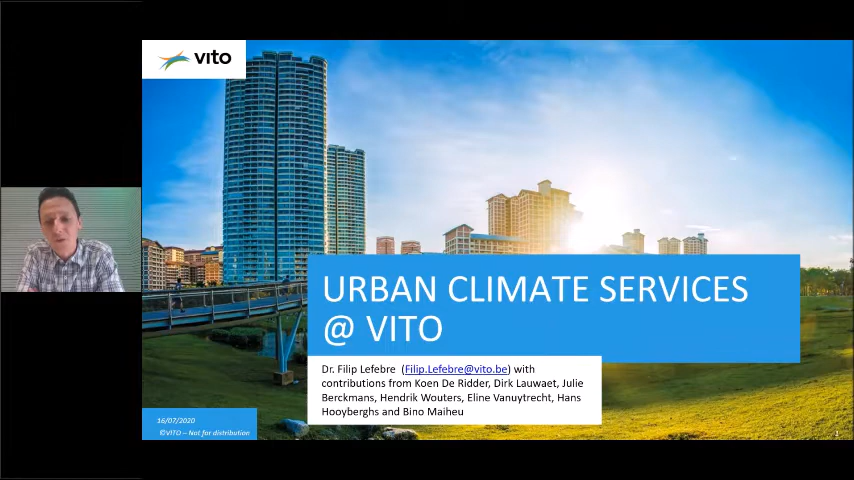 vito
URBAN CLIMATE SERVICES
@ VITO
Dr. Filip Lefebre (Filip.Lefebre@vito.be) with
contributions from Koen De Ridder, Dirk Lauwaet, Julie
Berckmans, Hendrik Wouters, Eline Vanuytrecht, Hans
Hooyberghs and Bino Maiheu
16/07/2020
©VITO – Not for distribution
1